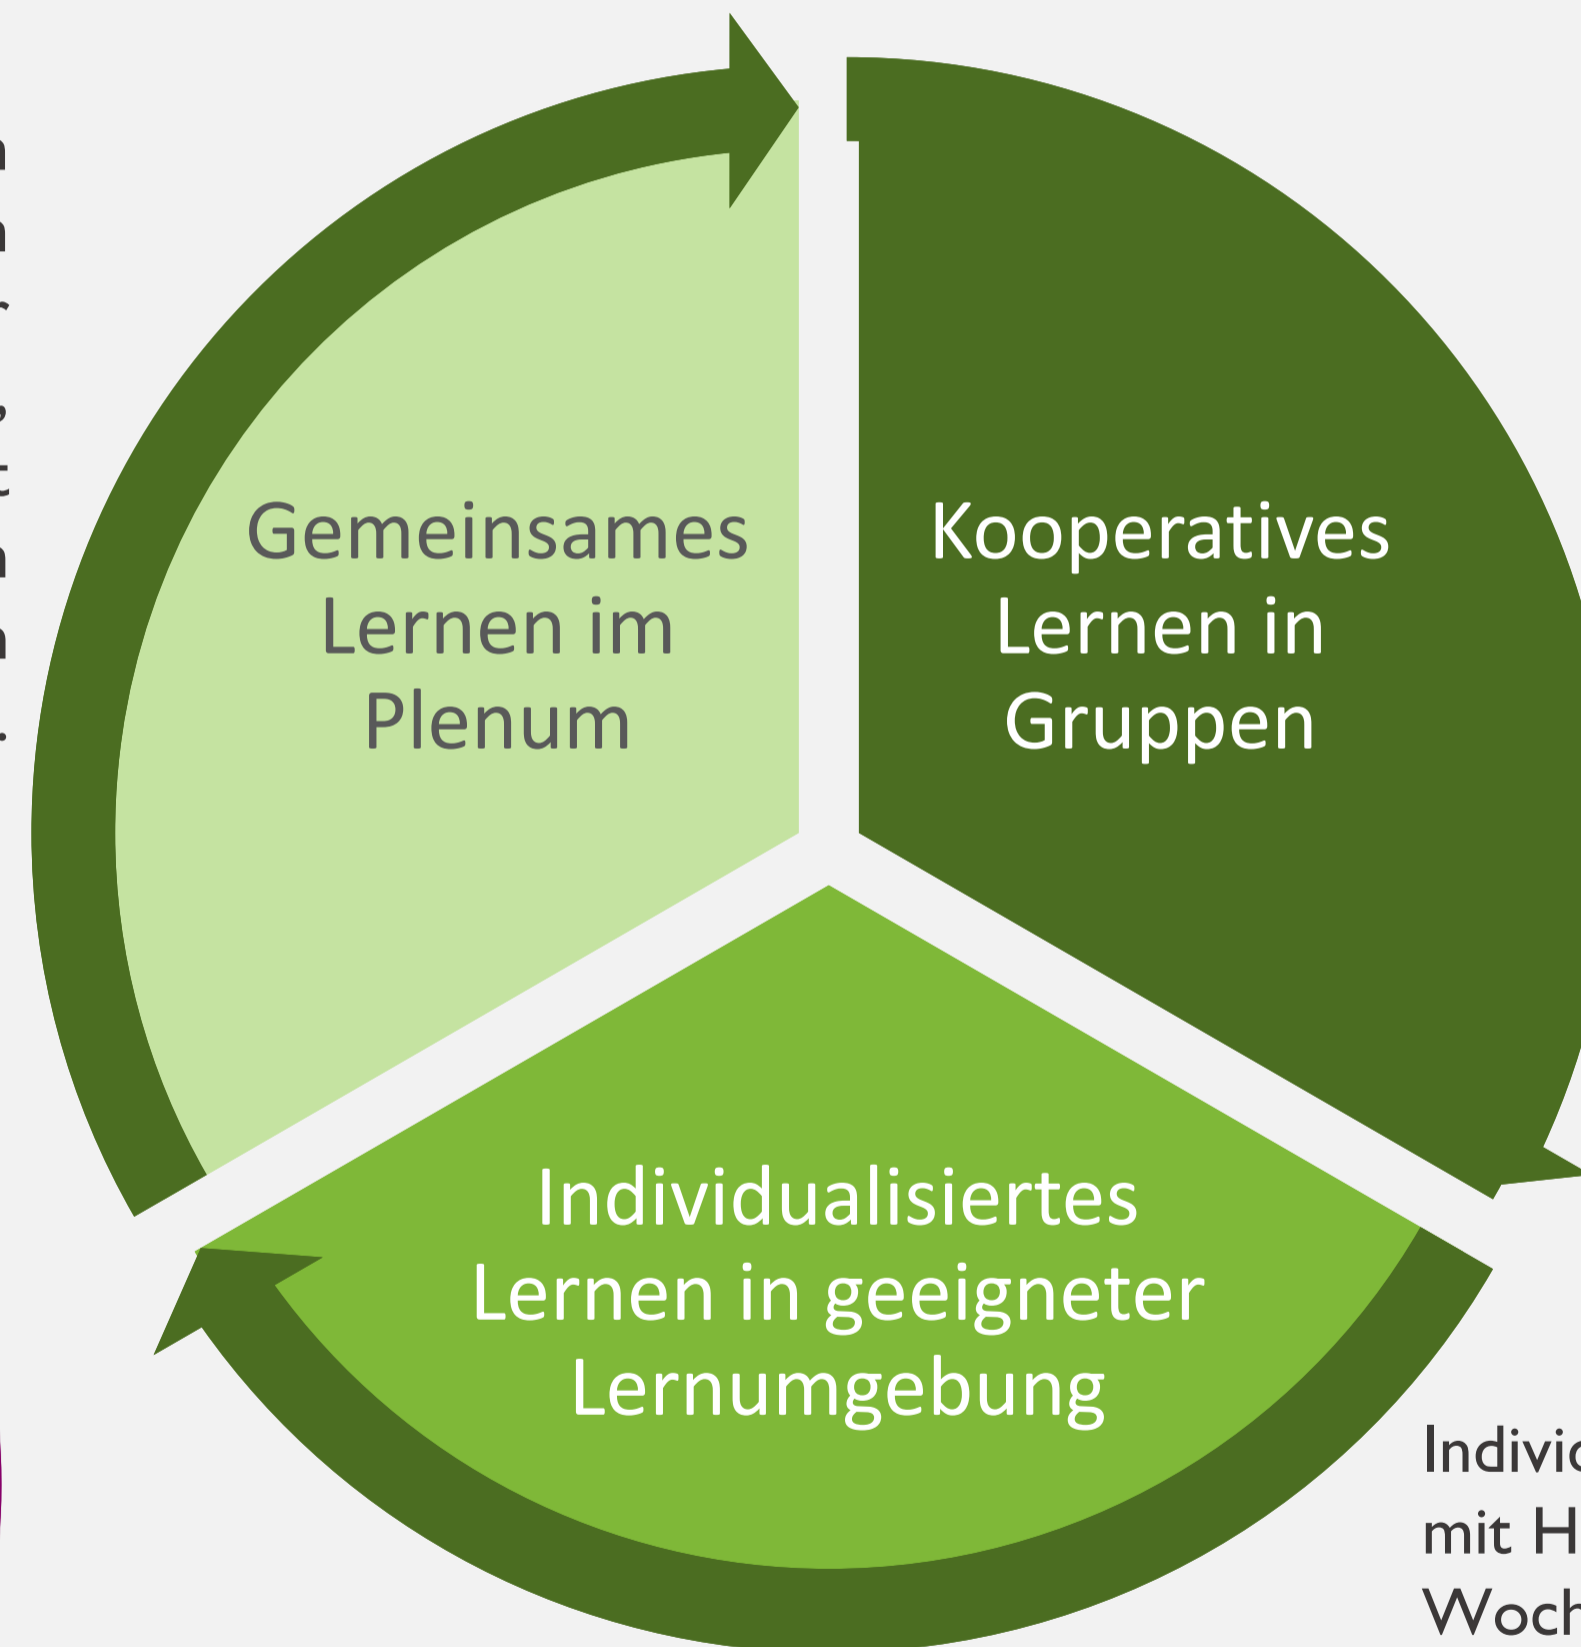 Gemeinsames
Lernen im
Plenum
Kooperatives
Lernen in
Gruppen
Individualisiertes
Lernen in geeigneter
Lernumgebung
mit